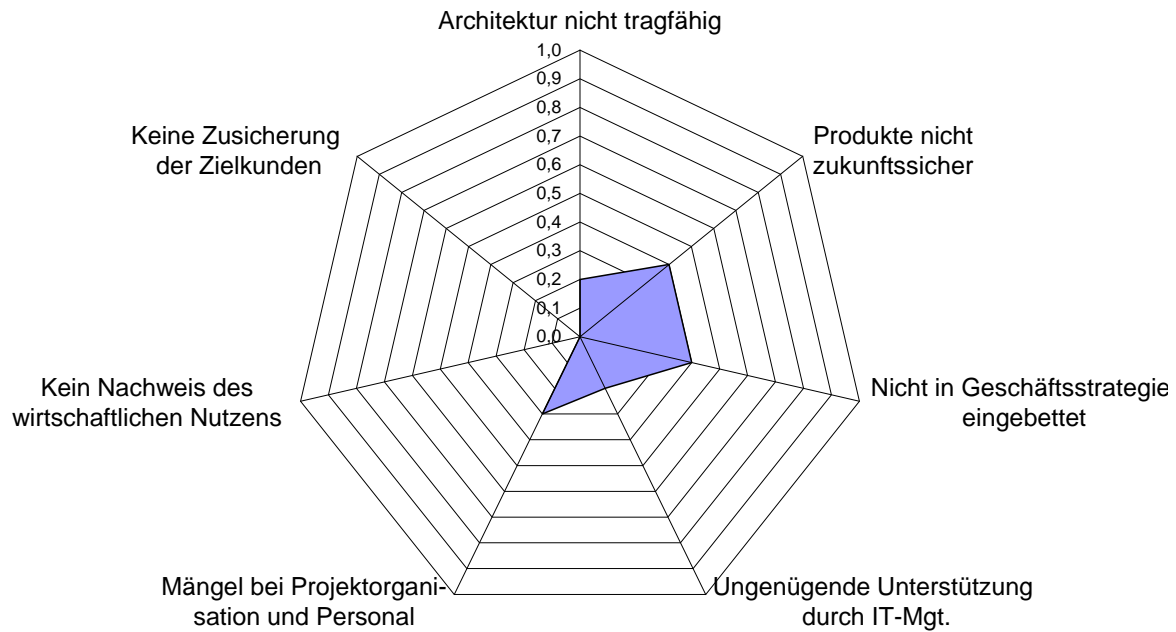 Architektur nicht tragfähig
1,0
0,9
0,8
0,7
0,6
0,5
0,4
0,3
0,2
0,1
0,0
Produkte nicht
zukunftssicher
Nicht in Geschäftsstrategie
eingebettet
Ungenügende Unterstützung
durch IT-Mgt.
Mängel bei Projektorgani-
sation und Personal
Kein Nachweis des
wirtschaftlichen Nutzens
Keine Zusicherung
der Zielkunden